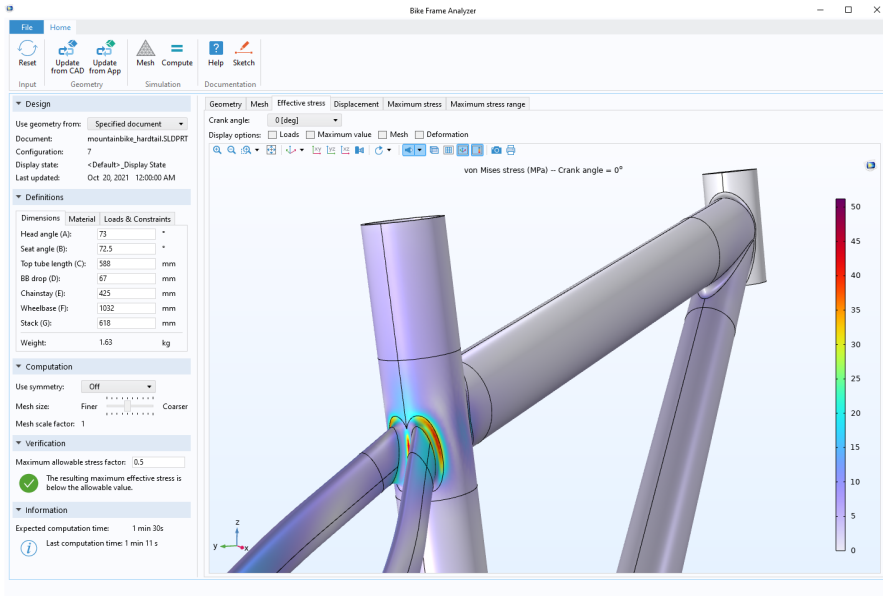 Bike Frame Analyzer
File Home
Reset Update from CAD Update from App Mesh Compute Help Sketch
Input Geometry Simulation Documentation
Design
Use geometry from: Specified document
Document: mountainbike_hardtail.SLDPRT
Configuration: 7
Display state: <Default>_Display State
Last updated: Oct 20, 2021 12:00:00 AM
Definitions
Dimensions Material Loads & Constraints
Head angle (A): 73 °
Seat angle (B): 72.5 °
Top tube length (C): 588 mm
BB drop (D): 67 mm
Chainstay (E): 425 mm
Wheelbase (F): 1032 mm
Stack (G): 618 mm
Weight: 1.63 kg
Computation
Use symmetry: Off
Mesh size: Finer Coarser
Mesh scale factor: 1
Verification
Maximum allowable stress factor: 0.5
The resulting maximum effective stress is
below the allowable value.
Information
Expected computation time: 1 min 30s
Last computation time: 1 min 11 s
Geometry Mesh Effective stress Displacement Maximum stress Maximum stress range
Crank angle: 0 [deg]
Display options: Loads Maximum value Mesh Deformation
xy yz xz
von Mises stress (MPa) -- Crank angle = 0°
50
45
40
35
30
25
20
15
10
5
0
z
y x